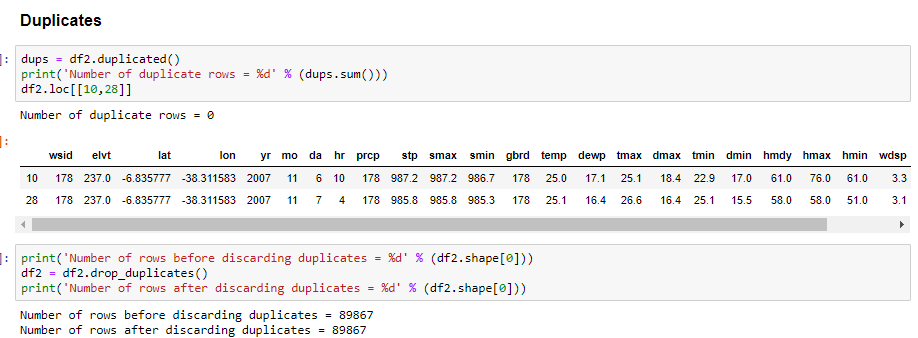 Duplicates
]: dups = df2.duplicated()
print('Number of duplicate rows = %d' % (dups.sum()))
df2.loc[[10,28]]
Number of duplicate rows = 0
]:
wsid elvt lat lon yr mo da hr prcp stp smax smin gbrd temp dewp tmax dmax tmin dmin hmdy hmax hmin wdsp
10 178 237.0 -6.835777 -38.311583 2007 11 6 10 178 987.2 987.2 986.7 178 25.0 17.1 25.1 18.4 22.9 17.0 61.0 76.0 61.0 3.3
28 178 237.0 -6.835777 -38.311583 2007 11 7 4 178 985.8 985.8 985.3 178 25.1 16.4 26.6 16.4 25.1 15.5 58.0 58.0 51.0 3.1
]: print('Number of rows before discarding duplicates = %d' % (df2.shape[0]))
df2 = df2.drop_duplicates()
print('Number of rows after discarding duplicates = %d' % (df2.shape[0]))
Number of rows before discarding duplicates = 89867
Number of rows after discarding duplicates = 89867